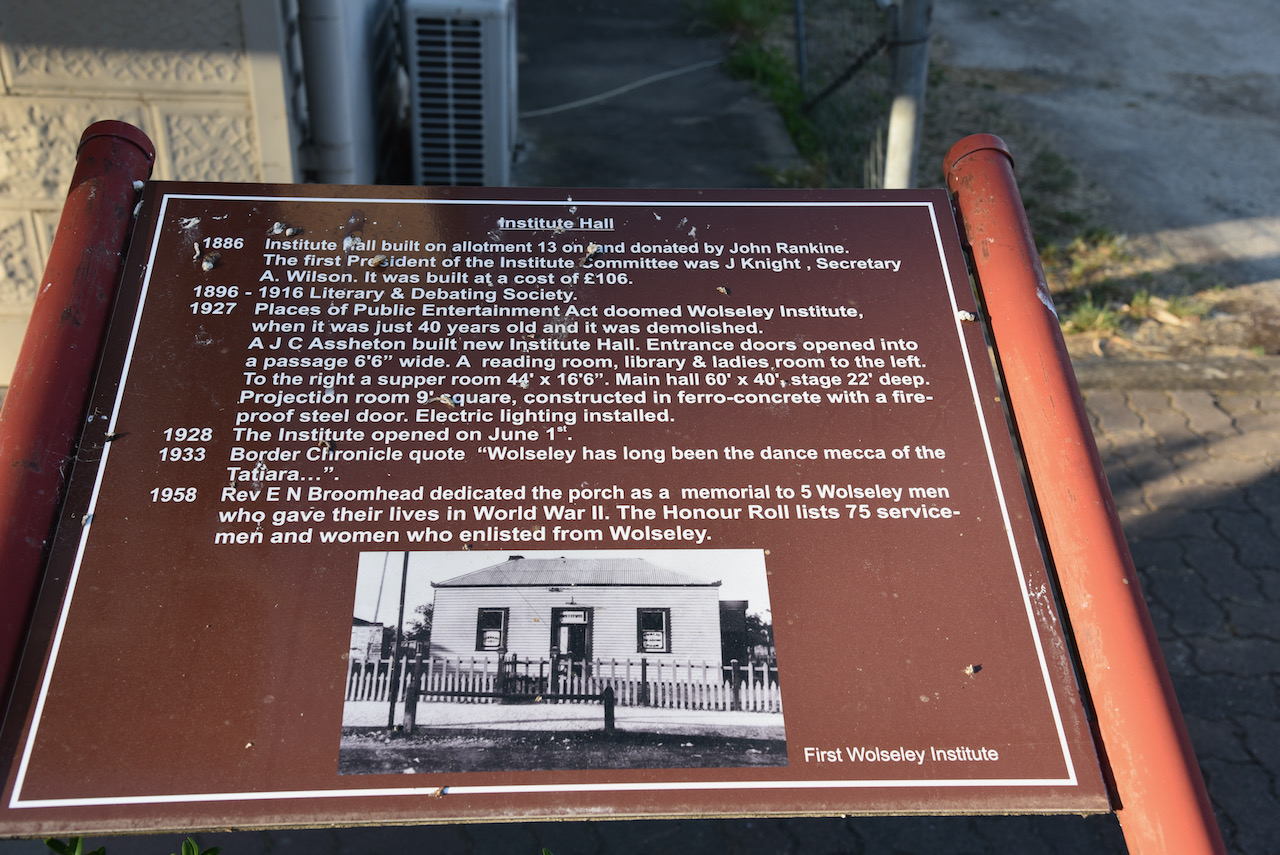 Institute Hall
1886 Institute Hall built on allotment 13 on land donated by John Rankine.
The first President of the Institute Committee was J Knight , Secretary
A. Wilson. It was built at a cost of £106.
1896 - 1916 Literary & Debating Society.
1927 Places of Public Entertainment Act doomed Wolseley Institute,
when it was just 40 years old and it was demolished.
A J C Assheton built new Institute Hall. Entrance doors opened into
a passage 6'6” wide. A reading room, library & ladies room to the left.
To the right a supper room 44' x 16'6”. Main hall 60' x 40', stage 22' deep.
Projection room 9' square, constructed in ferro-concrete with a fire-
proof steel door. Electric lighting installed.
1928 The Institute opened on June 1st.
1933 Border Chronicle quote “Wolseley has long been the dance mecca of the
Tatiara…”.
1958 Rev E N Broomhead dedicated the porch as a memorial to 5 Wolseley men
who gave their lives in World War II. The Honour Roll lists 75 service-
men and women who enlisted from Wolseley.
First Wolseley Institute